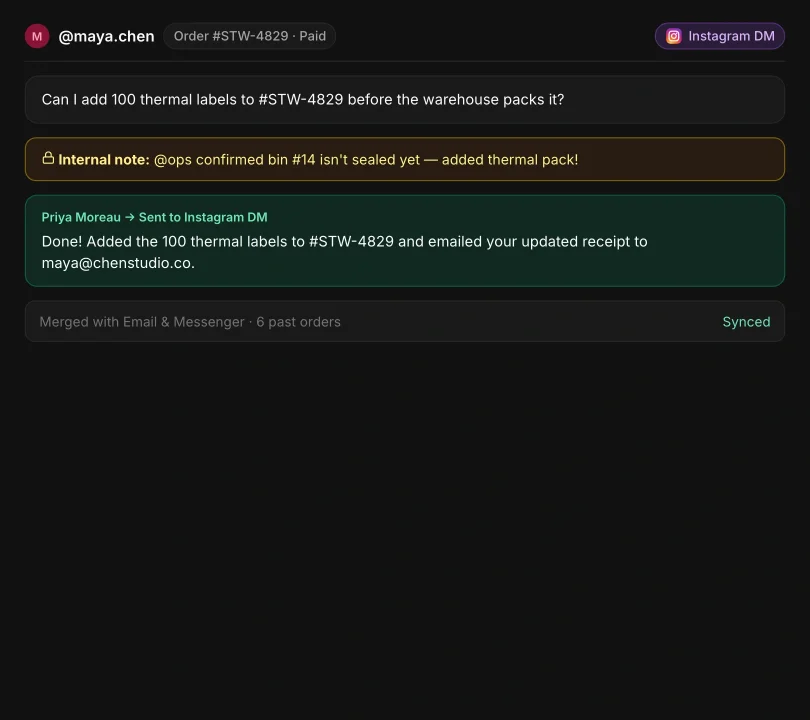 M @maya.chen Order #STW-4829 · Paid Instagram DM
Can I add 100 thermal labels to #STW-4829 before the warehouse packs it?
Internal note: @ops confirmed bin #14 isn't sealed yet — added thermal pack!
Priya Moreau → Sent to Instagram DM
Done! Added the 100 thermal labels to #STW-4829 and emailed your updated receipt to
maya@chenstudio.co.
Merged with Email & Messenger · 6 past orders Synced